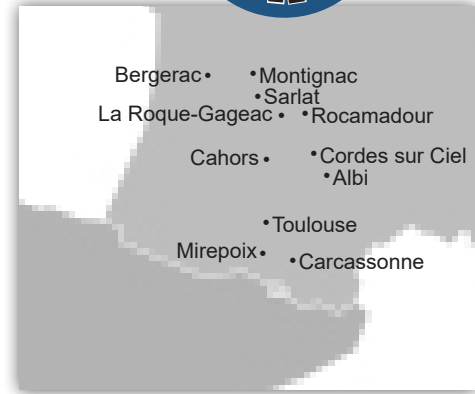 Bergerac
Montignac
Sarlat
La Roque-Gageac
Rocamadour
Cahors
Cordes sur Ciel
Albi
Toulouse
Mirepoix
Carcassonne